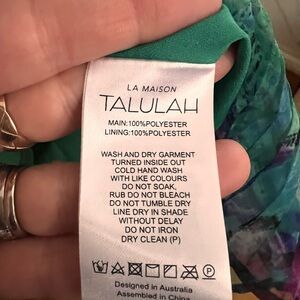 LA MAISON
TALULAH
MAIN:100%POLYESTER
LINING:100%POLYESTER
WASH AND DRY GARMENT
TURNED INSIDE OUT
COLD HAND WASH
WITH LIKE COLOURS
DO NOT SOAK,
RUB DO NOT BLEACH
DO NOT TUMBLE DRY
LINE DRY IN SHADE
WITHOUT DELAY
DO NOT IRON
DRY CLEAN (P)
P
Designed in Australia
Assembled in China